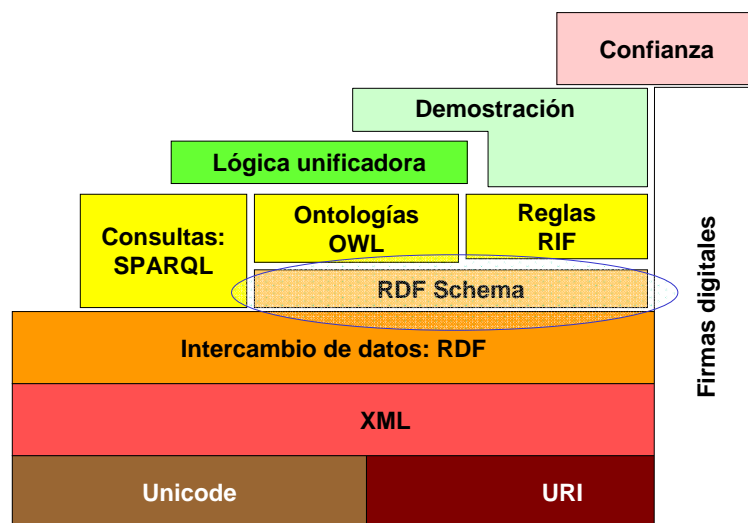 Confianza
Demostración
Lógica unificadora
Consultas:
SPARQL
Ontologías
OWL
Reglas
RIF
RDF Schema
Intercambio de datos: RDF
XML
Unicode
URI
Firmas digitales